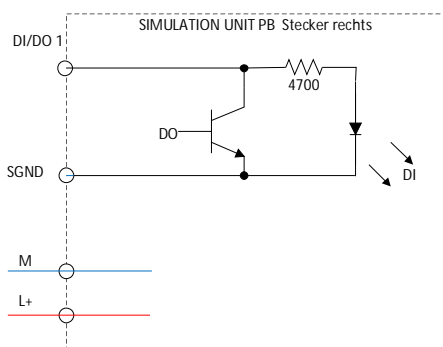 SIMULATION UNIT PB Stecker rechts
DI/DO 1
4700
DO
SGND
DI
M
L+